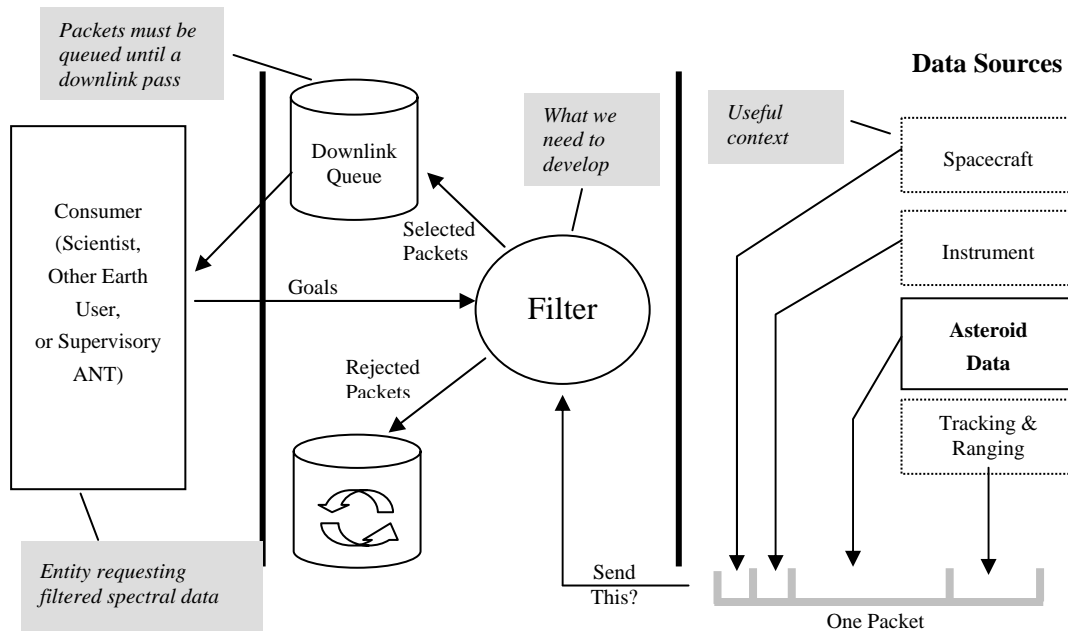 Packets must be
queued until a
downlink pass
Data Sources
What we
need to
develop
Useful
context
Downlink
Queue
Spacecraft
Consumer
(Scientist,
Other Earth
User,
or Supervisory
ANT)
Selected
Packets
Instrument
Goals
Filter
Asteroid
Data
Rejected
Packets
Tracking &
Ranging
Entity requesting
filtered spectral data
Send
This?
One Packet